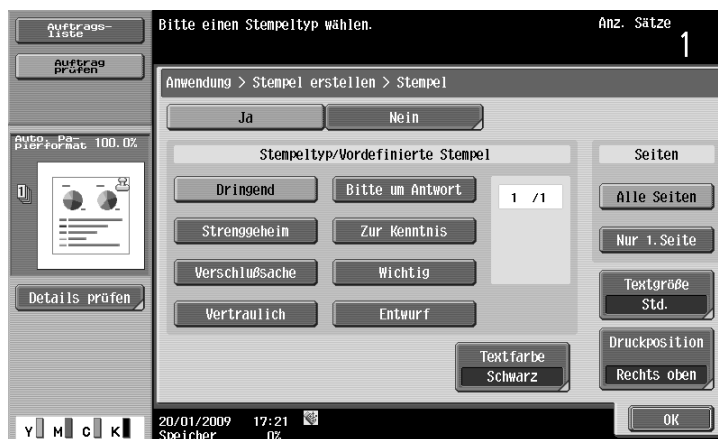 Auftrags-
liste
Auftrag
prüfen
Auto. Pa-
pierformat 100.0%
1
Details prüfen
Y M C K
Bitte einen Stempeltyp wählen.
Anz. Sätze
1
Anwendung > Stempel erstellen > Stempel
Ja Nein
Stempeltyp/Vordefinierte Stempel
Dringend Bitte um Antwort 1 /1
Strenggeheim Zur Kenntnis
Verschlußsache Wichtig
Vertraulich Entwurf
Textfarbe
Schwarz
Seiten
Alle Seiten
Nur 1.Seite
Textgröße
Std.
Druckposition
Rechts oben
20/01/2009 17:21
Speicher 0%
OK